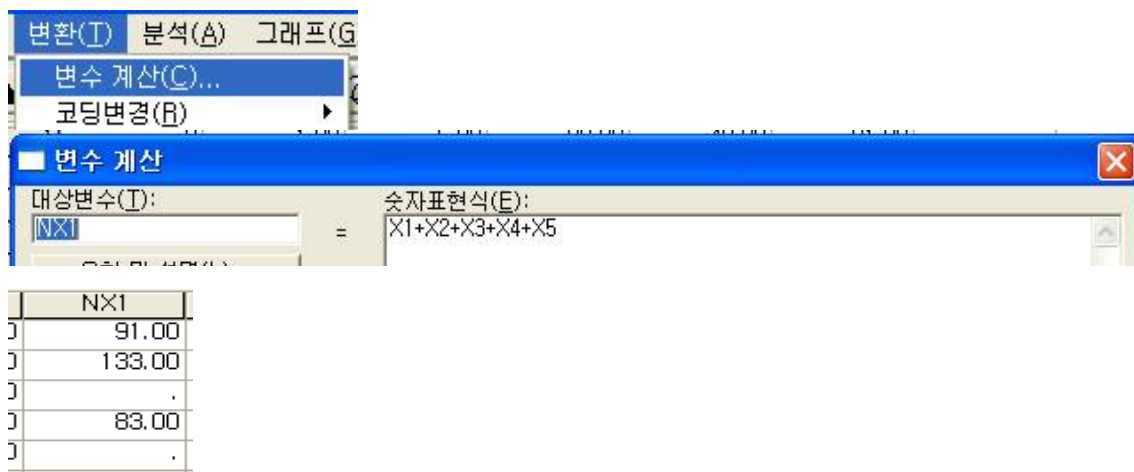 변환(T) 분석(A) 그래프(G
변수 계산(C)...
코딩변경(R)
변수 계산
대상변수(T): 숫자표현식(E):
NX1 = X1+X2+X3+X4+X5
NX1
91.00
133.00
.
83.00
.